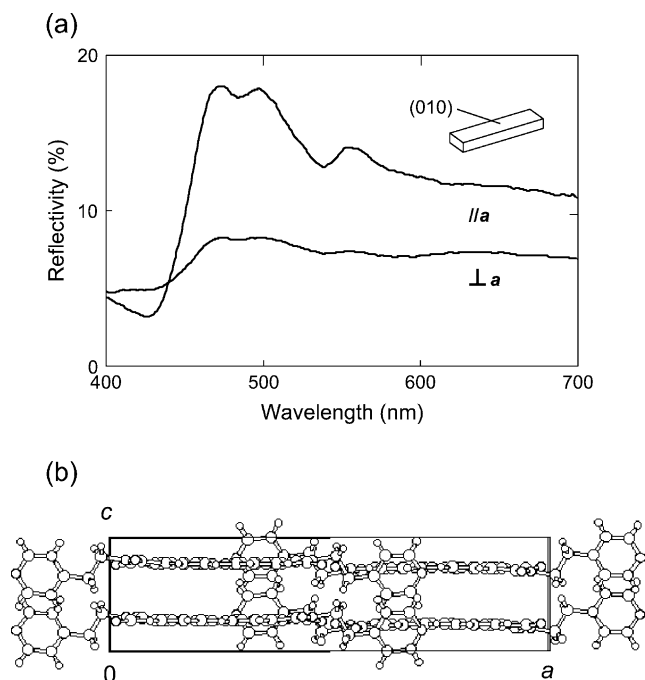 (a)
20
(010)
10
//a
⊥ a
0
400
500
600
700
Reflectivity (%)
Wavelength (nm)
(b)
c
0
a